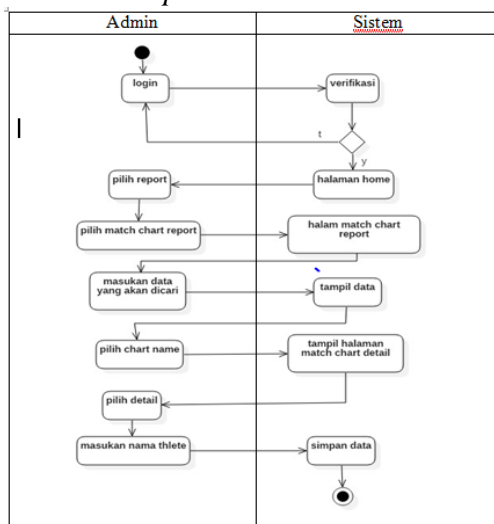 Admin
Sistem
login
verifikasi
t
y
pilih report
halaman home
pilih match chart report
halam match chart
report
masukan data
yang akan dicari
tampil data
pilih chart name
tampil halaman
match chart detail
pilih detail
masukan nama thlete
simpan data